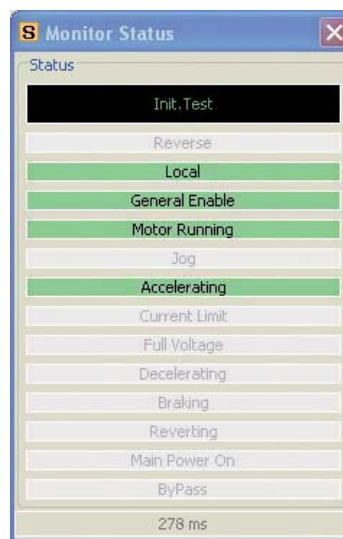 S Monitor Status
Status
Init.Test
Reverse
Local
General Enable
Motor Running
Jog
Accelerating
Current Limit
Full Voltage
Decelerating
Braking
Reverting
Main Power On
ByPass
278 ms